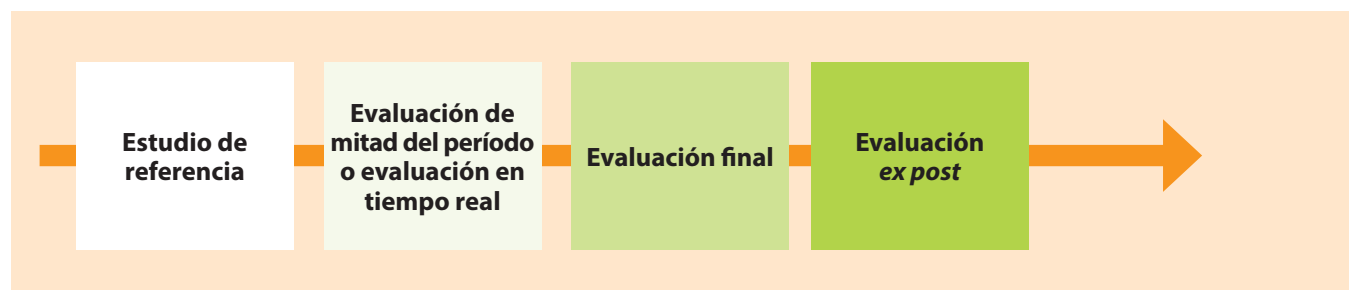 Estudio de
referencia
Evaluación de
mitad del período
o evaluación en
tiempo real
Evaluación final
Evaluación
ex post